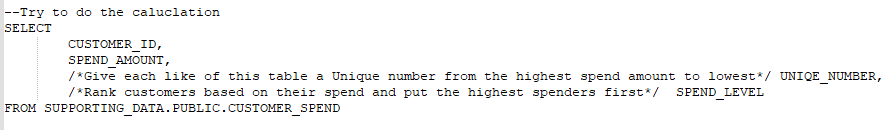 --Try to do the caluclation
SELECT
CUSTOMER_ID,
SPEND_AMOUNT,
/*Give each like of this table a Unique number from the highest spend amount to lowest*/ UNIQE_NUMBER,
/*Rank customers based on their spend and put the highest spenders first*/  SPEND_LEVEL
FROM SUPPORTING_DATA.PUBLIC.CUSTOMER_SPEND